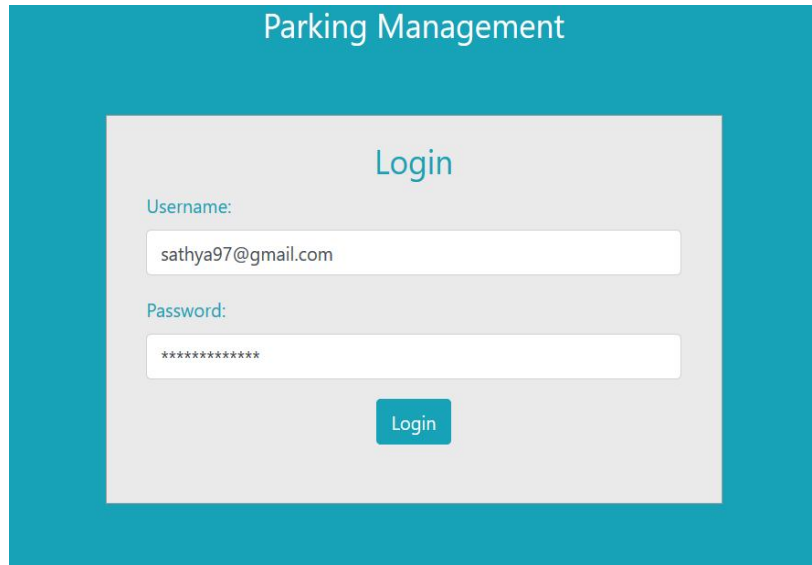 Parking Management
Login
Username:
sathya97@gmail.com
Password:
*************
Login